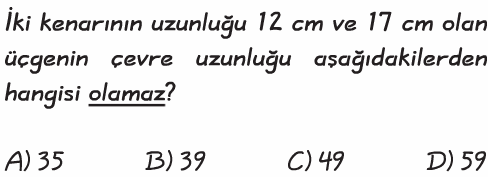 İki kenarının uzunluğu 12 cm ve 17 cm olan
üçgenin çevre uzunluğu aşağıdakilerden
hangisi olamaz?
A) 35 B) 39 C) 49 D) 59